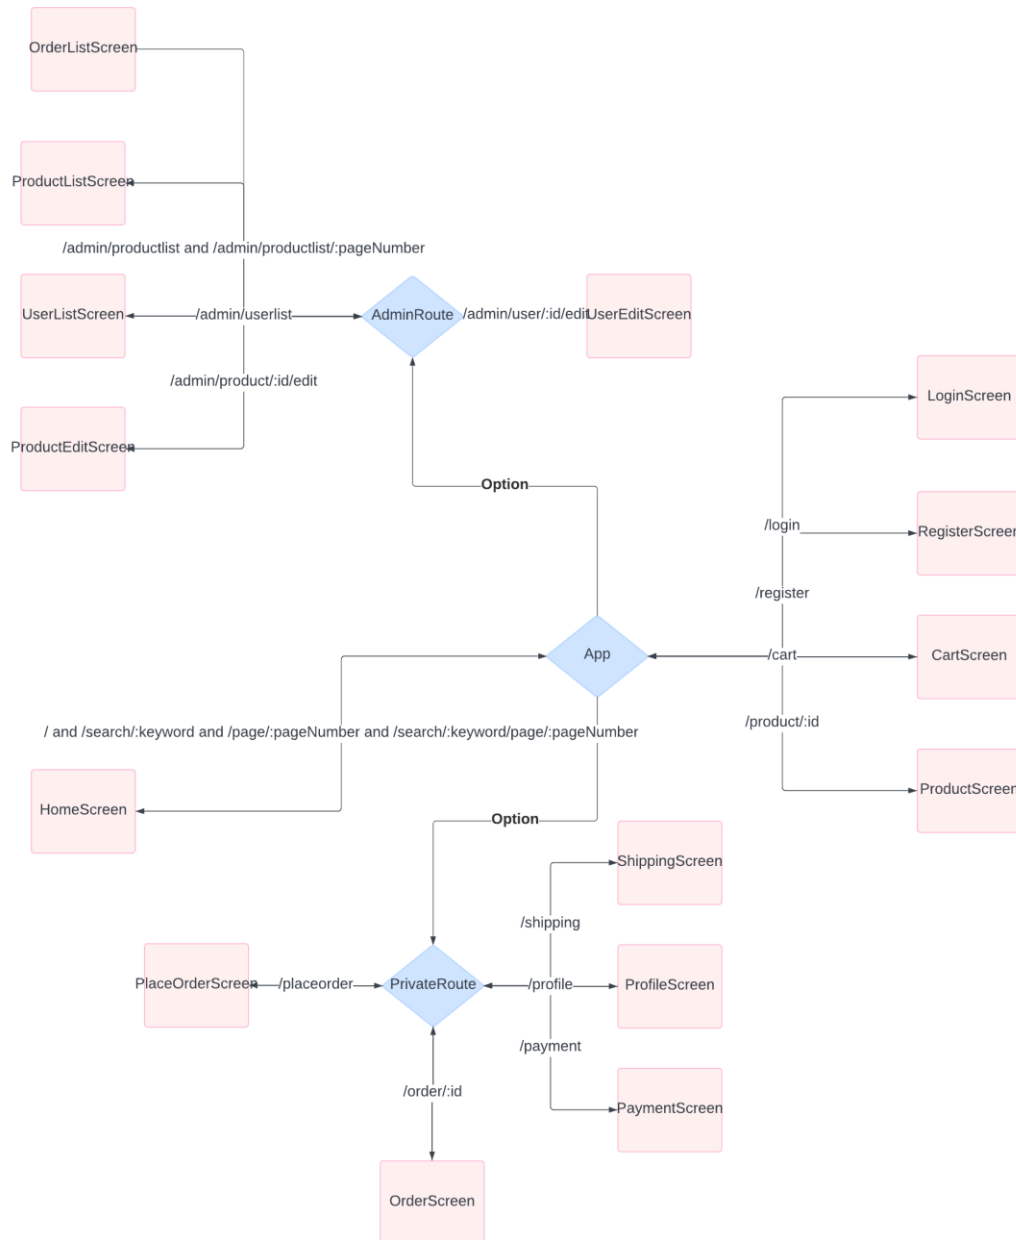 OrderListScreen
ProductListScreen
/admin/productlist and /admin/productlist/:pageNumber
UserListScreen
/admin/userlist
AdminRoute
/admin/user/:id/edit
UserEditScreen
/admin/product/:id/edit
LoginScreen
ProductEditScreen
Option
/login
RegisterScreen
/register
App
/cart
CartScreen
/product/:id
/ and /search/:keyword and /page/:pageNumber and /search/:keyword/page/:pageNumber
ProductScreen
HomeScreen
Option
ShippingScreen
/shipping
PlaceOrderScreen
/placeorder
PrivateRoute
/profile
ProfileScreen
/payment
/order/:id
PaymentScreen
OrderScreen